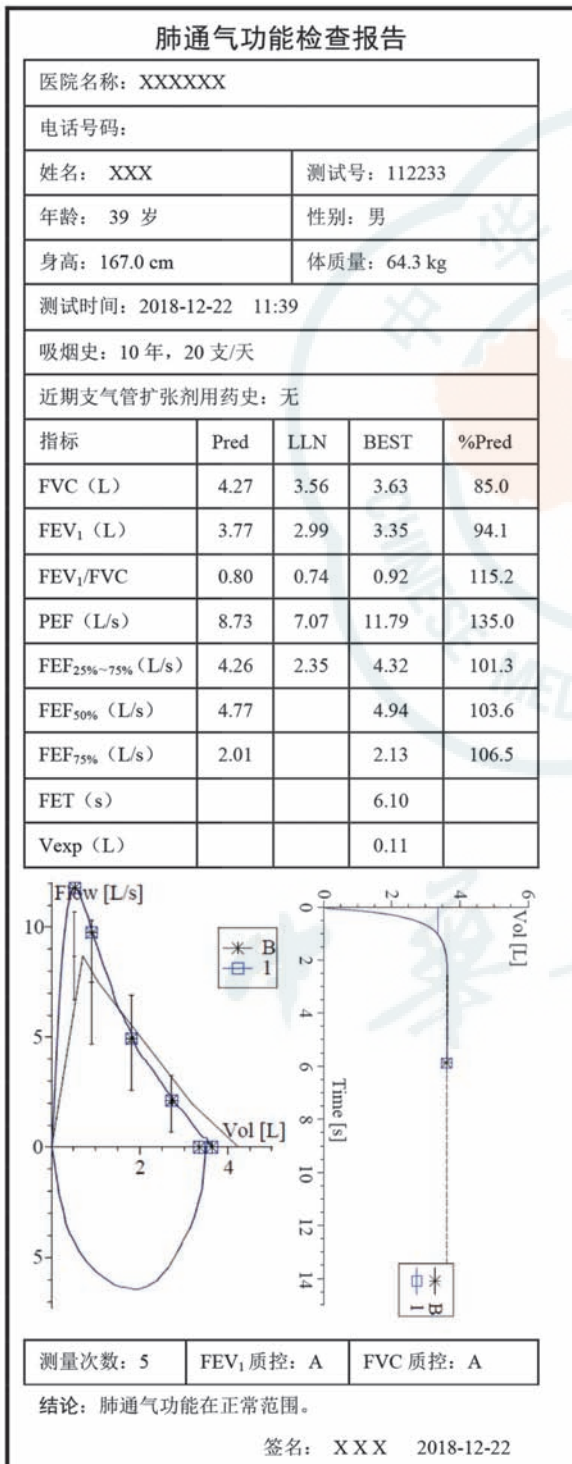 肺通气功能检查报告
医院名称：XXXXXX
电话号码：
姓名： XXX 测试号：112233
年龄： 39 岁 性别：男
身高：167.0 cm 体质量：64.3 kg
测试时间：2018-12-22 11:39
吸烟史：10 年，20 支/天
近期支气管扩张剂用药史：无
指标 Pred LLN BEST %Pred
FVC（L） 4.27 3.56 3.63 85.0
FEV₁（L） 3.77 2.99 3.35 94.1
FEV₁/FVC 0.80 0.74 0.92 115.2
PEF（L/s） 8.73 7.07 11.79 135.0
FEF₂₅%~₇₅%（L/s） 4.26 2.35 4.32 101.3
FEF₅₀%（L/s） 4.77 4.94 103.6
FEF₇₅%（L/s） 2.01 2.13 106.5
FET（s） 6.10
Vexp（L） 0.11
Flow [L/s]
10
5
0
5
2
4
Vol [L]
B
1
0 2 4 6
Vol [L]
0
2
4
6
8
10
12
14
Time [s]
1 B
测量次数：5 FEV₁ 质控：A FVC 质控：A
结论：肺通气功能在正常范围。
签名： X X X 2018-12-22
中 华
CHINESE MED